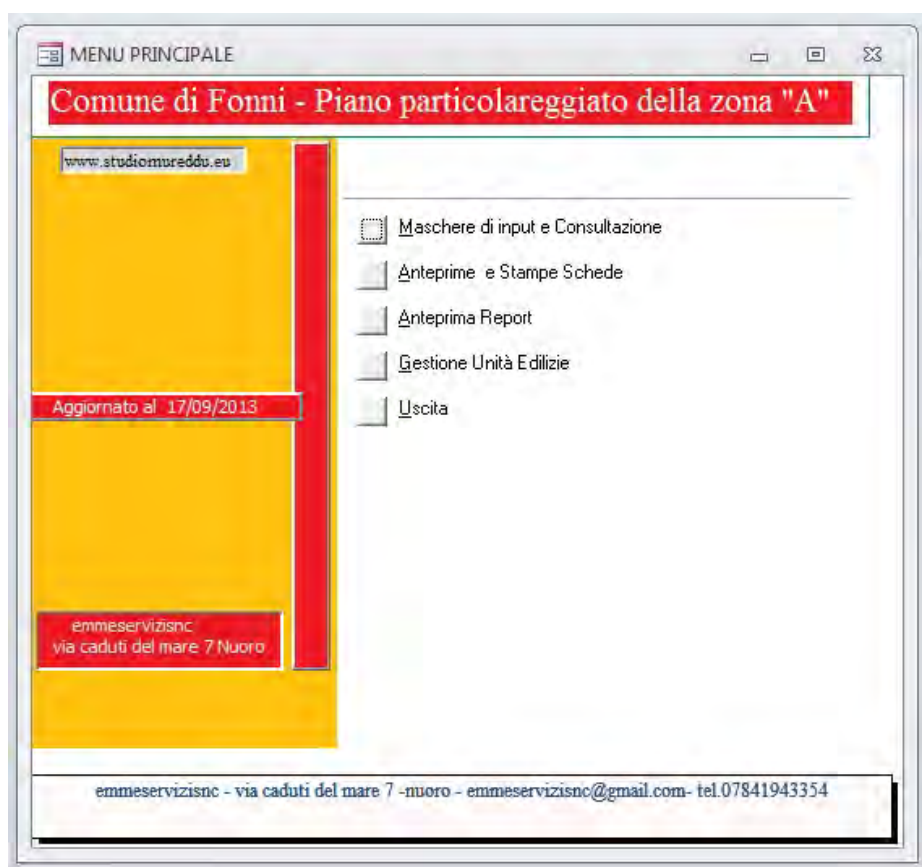 MENU PRINCIPALE
Comune di Fonni - Piano particolareggiato della zona "A"
www.studiomureddu.eu
Maschere di input e Consultazione
Anteprime e Stampe Schede
Anteprima Report
Gestione Unità Edilizie
Uscita
Aggiornato al 17/09/2013
emmeservizisnc
via caduti del mare 7 Nuoro
emmeservizisnc - via caduti del mare 7 -nuoro - emmeservizisnc@gmail.com- tel.07841943354